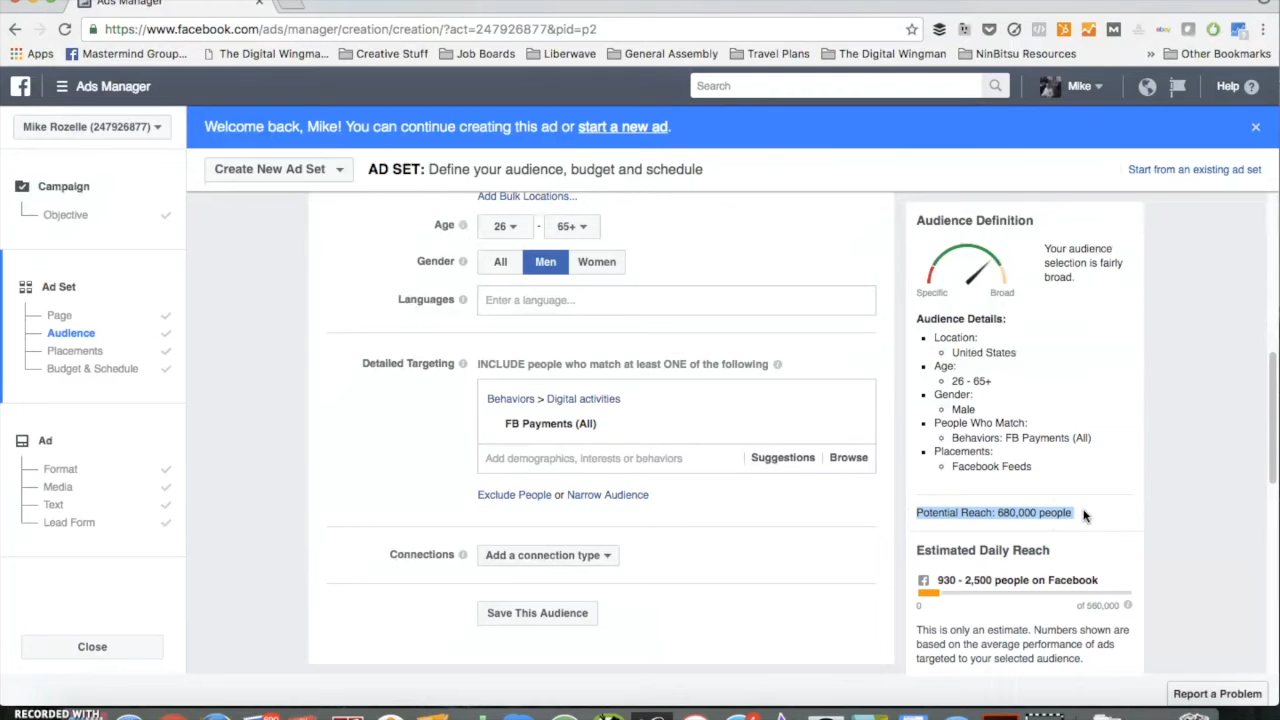 Ads Manager
https://www.facebook.com/ads/manager/creation/creation/?act=247926877&pid=p2
Apps
Mastermind Group...
The Digital Wingma...
Creative Stuff
Job Boards
Liberwave
General Assembly
Travel Plans
The Digital Wingman
NinBitsu Resources
»
Other Bookmarks
Ads Manager
Search
Mike
Help
Mike Rozelle (247926877)
Welcome back, Mike! You can continue creating this ad or start a new ad.
Create New Ad Set
AD SET: Define your audience, budget and schedule
Start from an existing ad set
Campaign
Objective
Ad Set
Page
Audience
Placements
Budget & Schedule
Ad
Format
Media
Text
Lead Form
Close
Add Bulk Locations...
Age
26 - 65+
Gender
All Men Women
Languages
Enter a language...
Detailed Targeting
INCLUDE people who match at least ONE of the following
Behaviors > Digital activities
FB Payments (All)
Add demographics, interests or behaviors
Suggestions
Browse
Exclude People or Narrow Audience
Connections
Add a connection type
Save This Audience
Audience Definition
Your audience
selection is fairly
broad.
Specific Broad
Audience Details:
Location:
United States
Age:
26 - 65+
Gender:
Male
People Who Match:
Behaviors: FB Payments (All)
Placements:
Facebook Feeds
Potential Reach: 680,000 people
Estimated Daily Reach
930 - 2,500 people on Facebook
0 of 560,000
This is only an estimate. Numbers shown are
based on the average performance of ads
targeted to your selected audience.
Report a Problem
RECORDED WITH